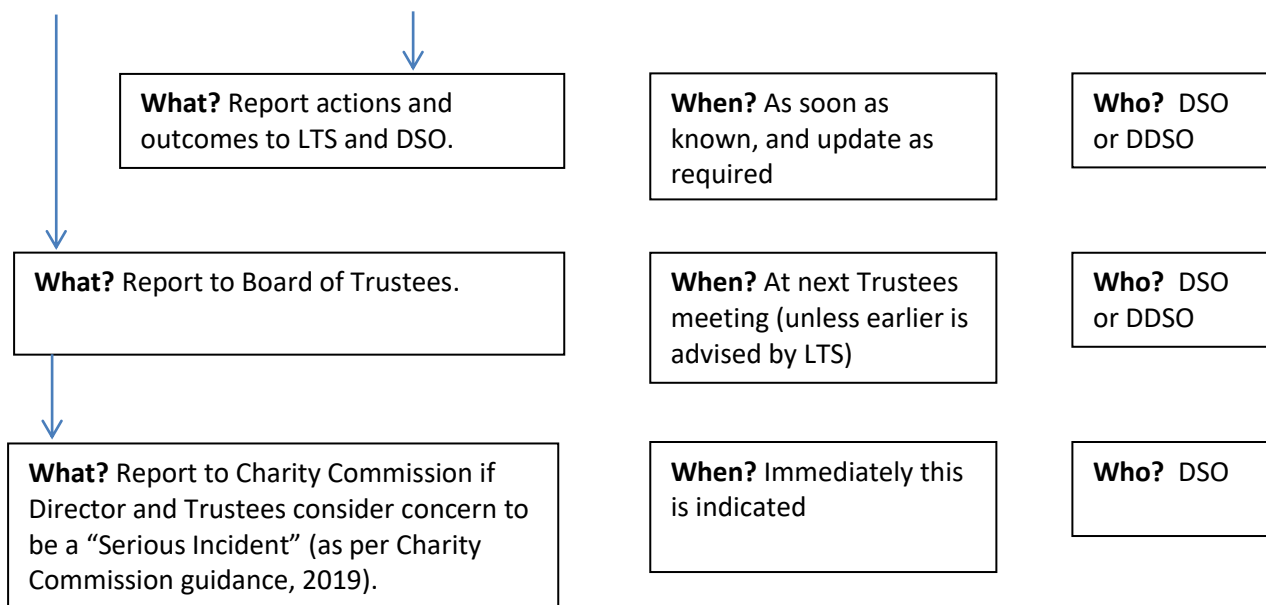 What? Report actions and
outcomes to LTS and DSO.
When? As soon as
known, and update as
required
Who? DSO
or DDSO
What? Report to Board of Trustees.
When? At next Trustees
meeting (unless earlier is
advised by LTS)
Who? DSO
or DDSO
What? Report to Charity Commission if
Director and Trustees consider concern to
be a “Serious Incident” (as per Charity
Commission guidance, 2019).
When? Immediately this
is indicated
Who? DSO